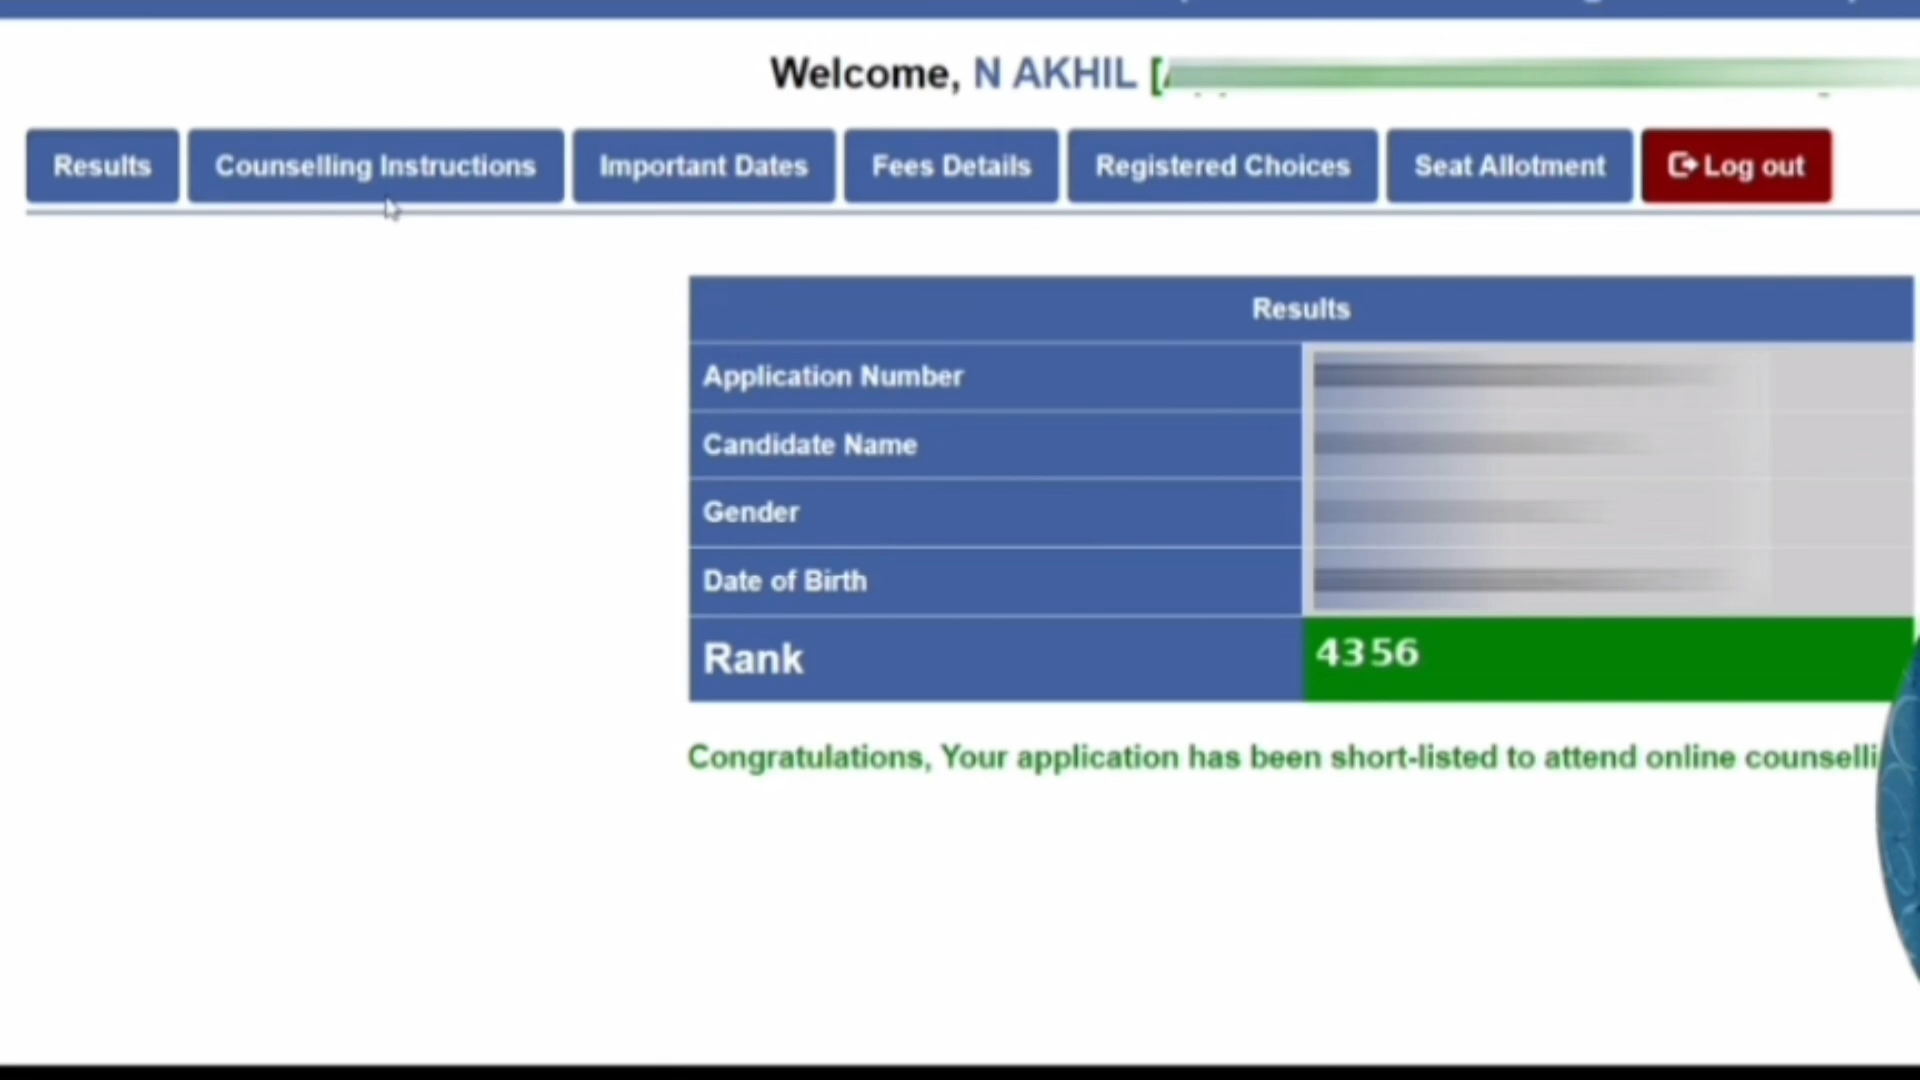 Welcome, N AKHIL [
Results Counselling Instructions Important Dates Fees Details Registered Choices Seat Allotment Log out
Results
Application Number
Candidate Name
Gender
Date of Birth
Rank 4356
Congratulations, Your application has been short-listed to attend online counselli